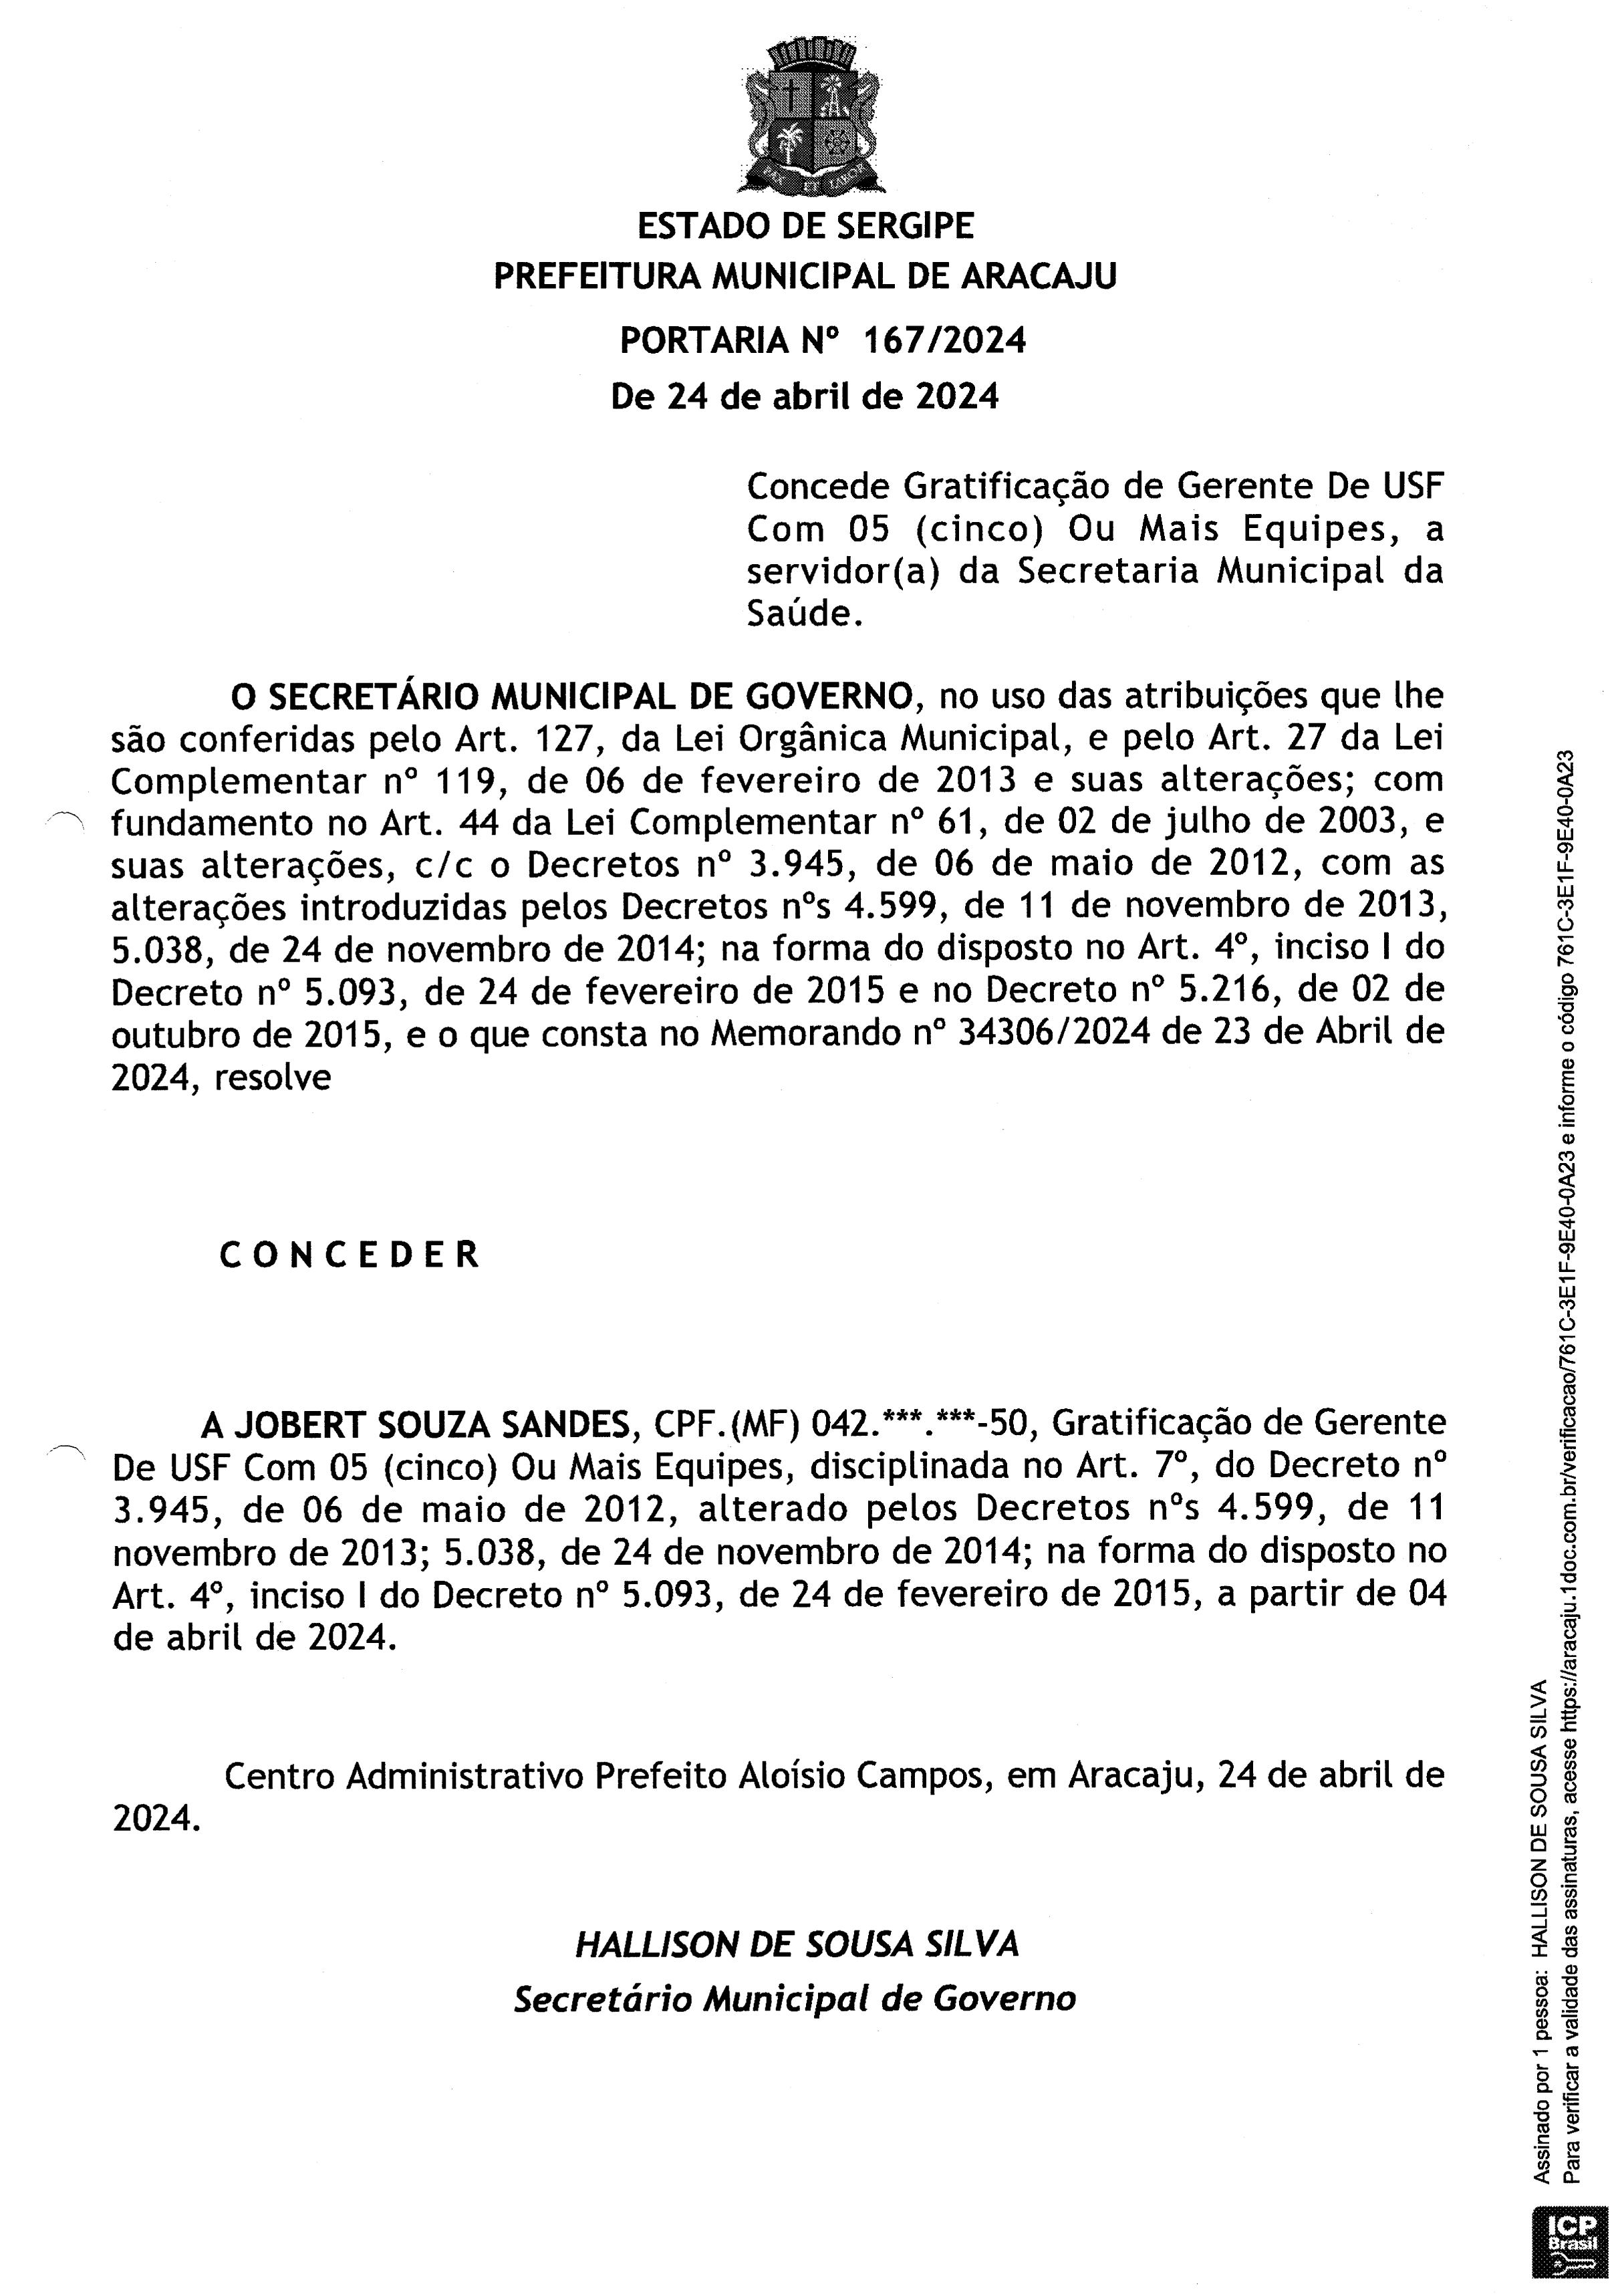 PAX ET LABOR
ESTADO DE SERGIPE
PREFEITURA MUNICIPAL DE ARACAJU
PORTARIA Nº 167/2024
De 24 de abril de 2024
Concede Gratificação de Gerente De USF
Com 05 (cinco) Ou Mais Equipes, a
servidor(a) da Secretaria Municipal da
Saúde.
O SECRETÁRIO MUNICIPAL DE GOVERNO, no uso das atribuições que lhe
são conferidas pelo Art. 127, da Lei Orgânica Municipal, e pelo Art. 27 da Lei
Complementar nº 119, de 06 de fevereiro de 2013 e suas alterações; com
fundamento no Art. 44 da Lei Complementar nº 61, de 02 de julho de 2003, e
suas alterações, c/c o Decretos nº 3.945, de 06 de maio de 2012, com as
alterações introduzidas pelos Decretos nºs 4.599, de 11 de novembro de 2013,
5.038, de 24 de novembro de 2014; na forma do disposto no Art. 4º, inciso I do
Decreto nº 5.093, de 24 de fevereiro de 2015 e no Decreto nº 5.216, de 02 de
outubro de 2015, e o que consta no Memorando nº 34306/2024 de 23 de Abril de
2024, resolve
C O N C E D E R
A JOBERT SOUZA SANDES, CPF.(MF) 042.***.***-50, Gratificação de Gerente
De USF Com 05 (cinco) Ou Mais Equipes, disciplinada no Art. 7º, do Decreto nº
3.945, de 06 de maio de 2012, alterado pelos Decretos nºs 4.599, de 11
novembro de 2013; 5.038, de 24 de novembro de 2014; na forma do disposto no
Art. 4º, inciso I do Decreto nº 5.093, de 24 de fevereiro de 2015, a partir de 04
de abril de 2024.
Centro Administrativo Prefeito Aloísio Campos, em Aracaju, 24 de abril de
2024.
HALLISON DE SOUSA SILVA
Secretário Municipal de Governo
Assinado por 1 pessoa: HALLISON DE SOUSA SILVA
Para verificar a validade das assinaturas, acesse https://aracaju.1doc.com.br/verificacao/761C-3E1F-9E40-0A23 e informe o código 761C-3E1F-9E40-0A23
ICP
Brasil